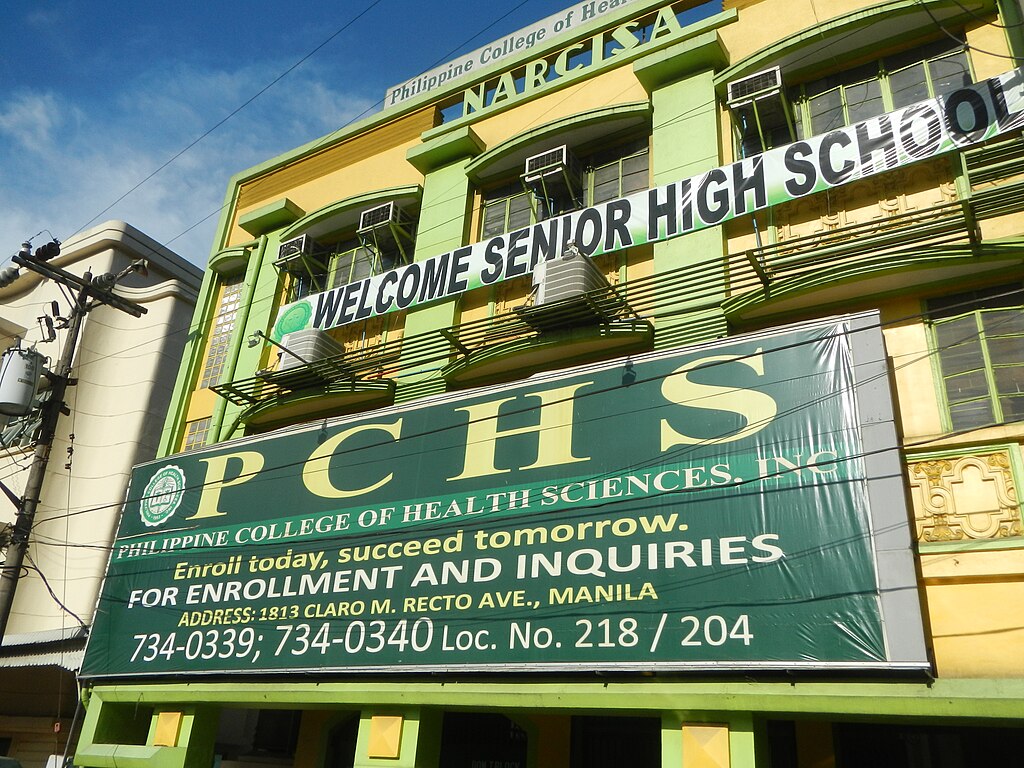 Philippine College of Heal
NARCISA
WELCOME SENIOR HIGH SCHOOL
PCHS
PHILIPPINE COLLEGE OF HEALTH SCIENCES, INC
Enroll today, succeed tomorrow.
FOR ENROLLMENT AND INQUIRIES
ADDRESS: 1813 CLARO M. RECTO AVE., MANILA
734-0339; 734-0340 Loc. No. 218 / 204